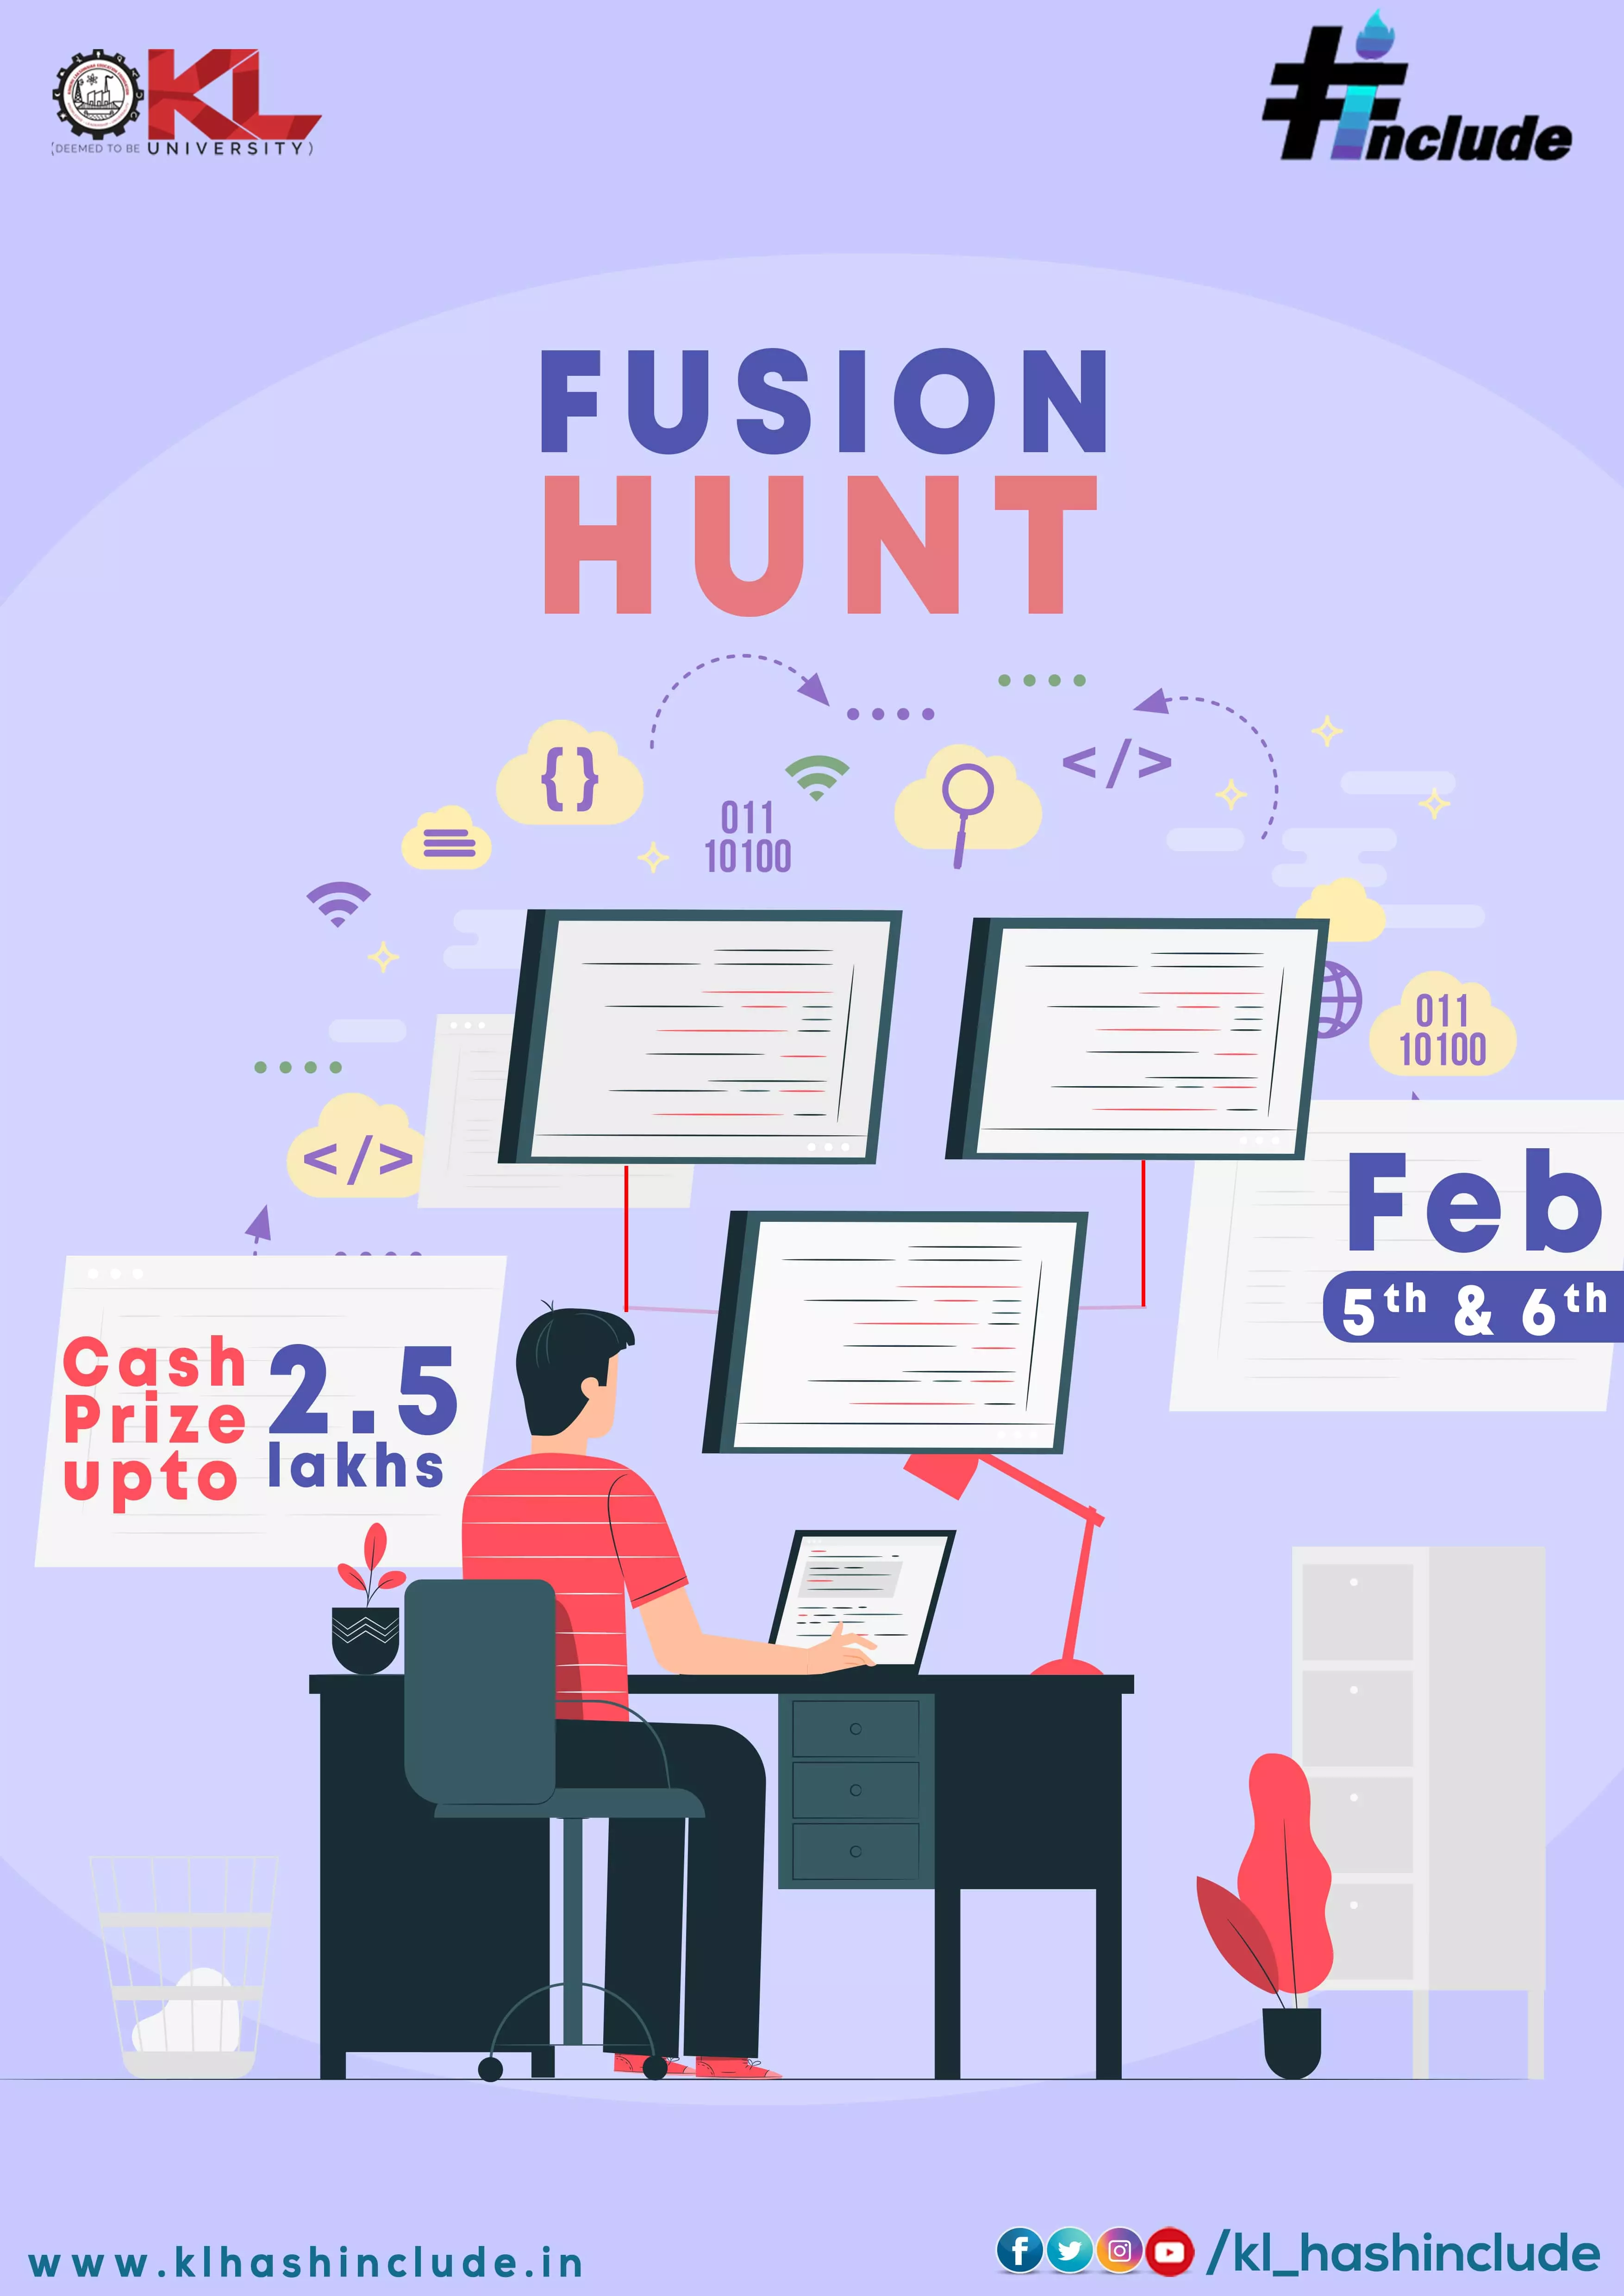 KL
(DEEMED TO BE UNIVERSITY)
#include
FUSION
HUNT
{}
</>
011
10100
011
10100
</>
Feb
5th & 6th
Cash
Prize
upto
2.5
lakhs
www.klhashinclude.in
/kl_hashinclude